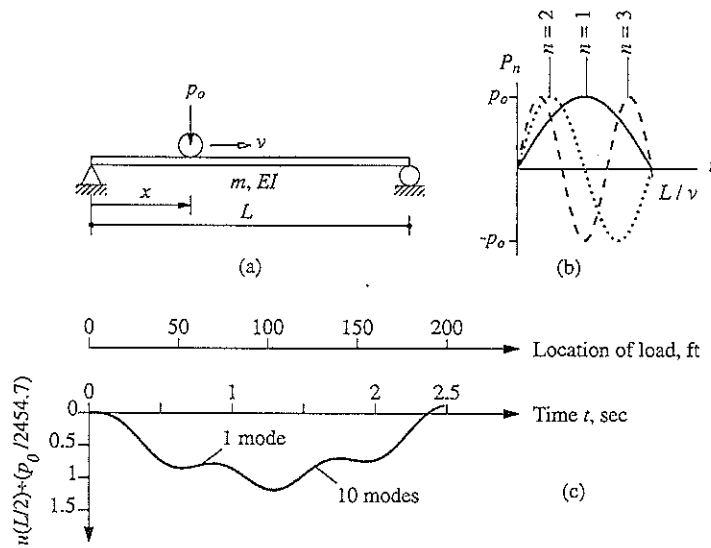 n = 2
n = 1
n = 3
P_n
p_o
v
p_o
t
m, EI
x
L
L / v
-p_o
(a)
(b)
0 50 100 150 200
Location of load, ft
0 1 2 2.5
Time t, sec
0
0.5
1
1.5
u(L/2)÷(p_0 /2454.7)
1 mode
10 modes
(c)